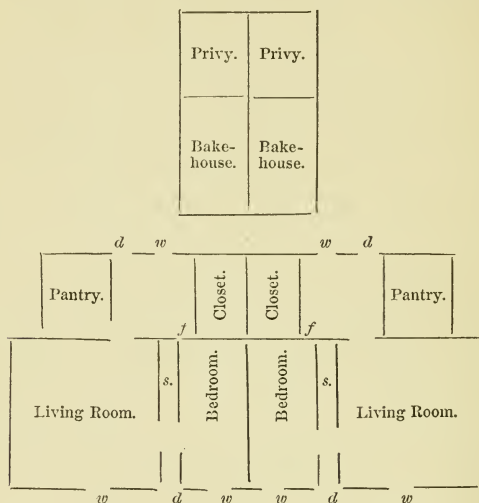 Privy. Privy.
Bake-
house. Bake-
house.
d w w d
Pantry. Closet. Closet. Pantry.
f f
Living Room. s. Bedroom. Bedroom. s. Living Room.
w d w w d w